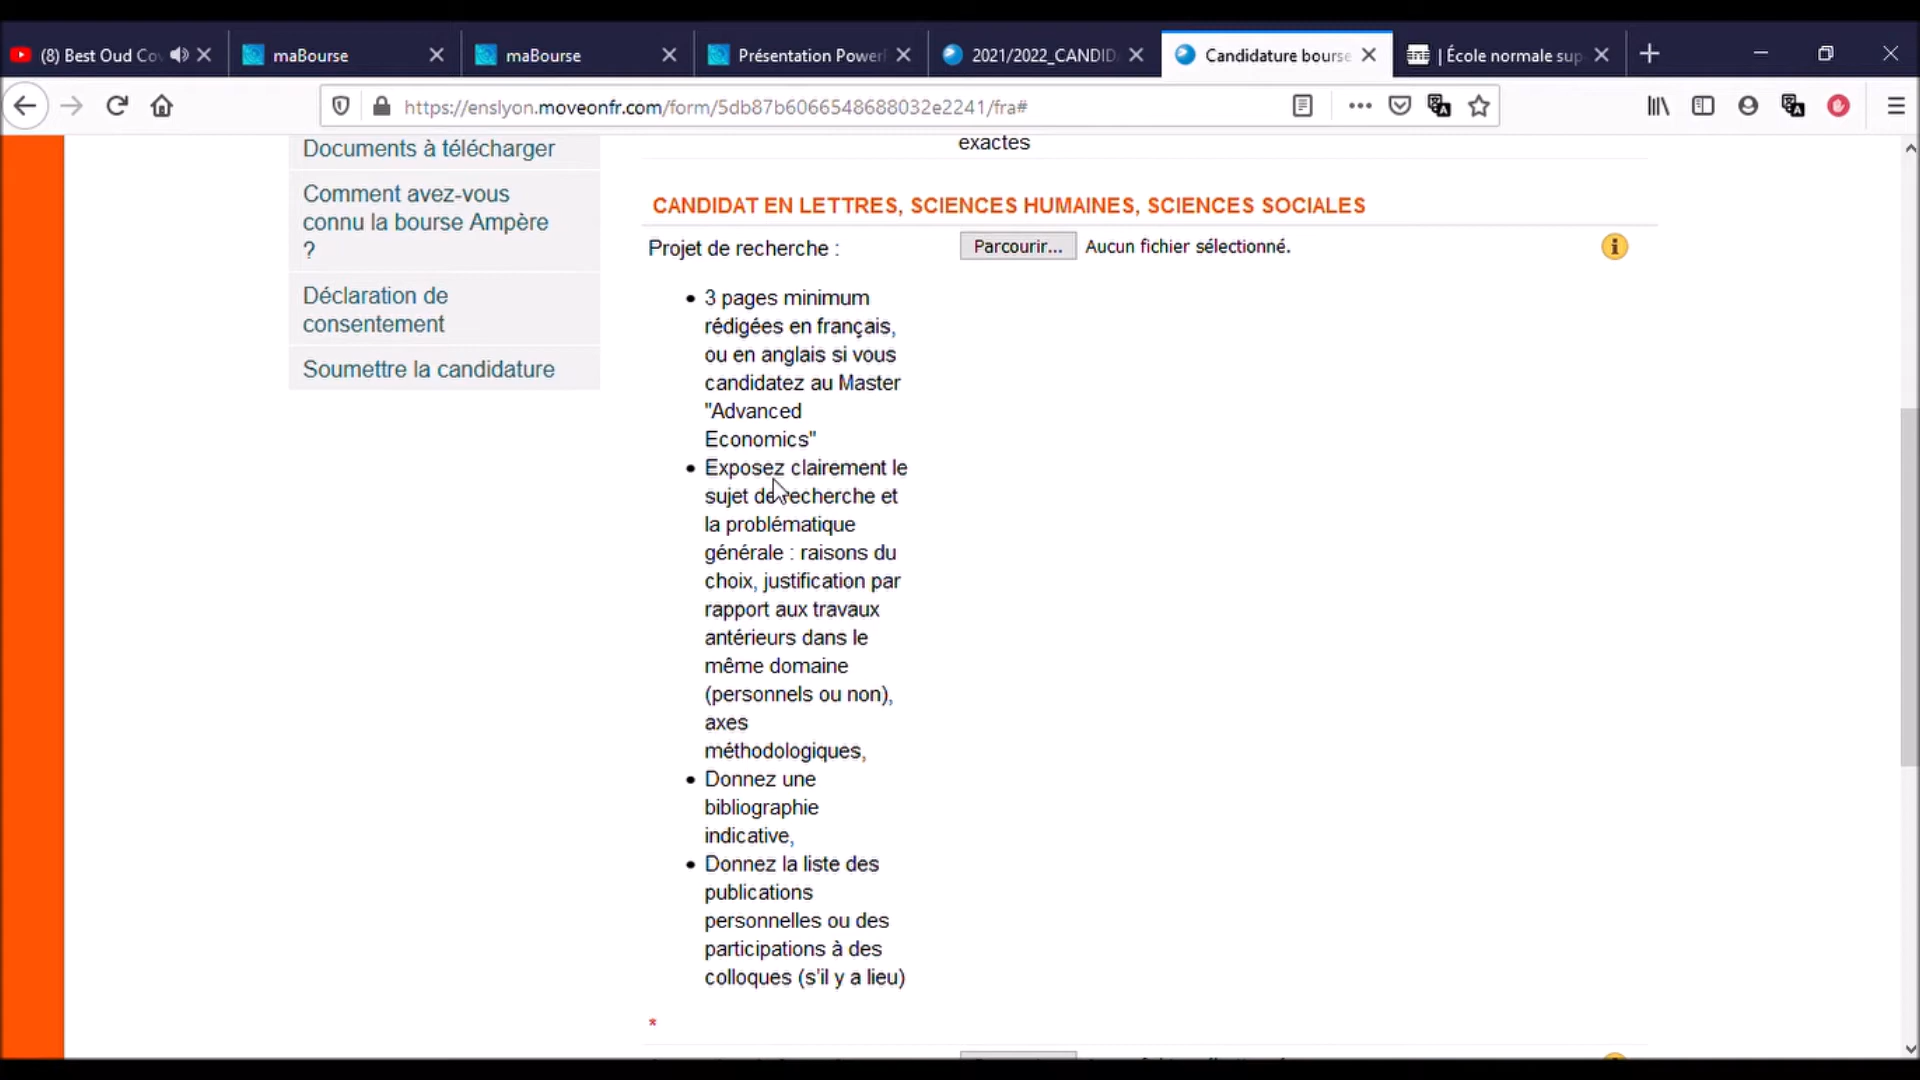 (8) Best Oud Co
maBourse
maBourse
Présentation Power
2021/2022_CANDID
Candidature bourse
| École normale sup
https://enslyon.moveonfr.com/form/5db87b6066548688032e2241/fra#
Documents à télécharger
Comment avez-vous
connu la bourse Ampère
?
Déclaration de
consentement
Soumettre la candidature
exactes
CANDIDAT EN LETTRES, SCIENCES HUMAINES, SCIENCES SOCIALES
Projet de recherche :
Parcourir... Aucun fichier sélectionné.
• 3 pages minimum
rédigées en français,
ou en anglais si vous
candidatez au Master
"Advanced
Economics"
• Exposez clairement le
sujet de recherche et
la problématique
générale : raisons du
choix, justification par
rapport aux travaux
antérieurs dans le
même domaine
(personnels ou non),
axes
méthodologiques,
• Donnez une
bibliographie
indicative,
• Donnez la liste des
publications
personnelles ou des
participations à des
colloques (s'il y a lieu)
*